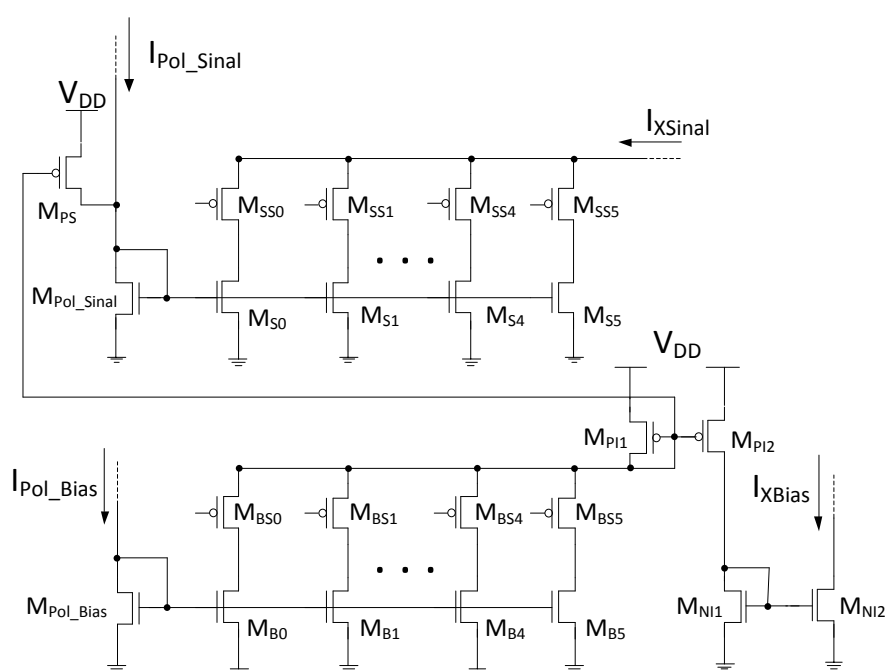 I_Pol_Sinal
V_DD
I_XSinal
M_PS
M_SS0 M_SS1 M_SS4 M_SS5
M_Pol_Sinal
M_S0 M_S1 M_S4 M_S5
V_DD
M_PI1 M_PI2
I_Pol_Bias
I_XBias
M_BS0 M_BS1 M_BS4 M_BS5
M_Pol_Bias
M_NI1 M_NI2
M_B0 M_B1 M_B4 M_B5